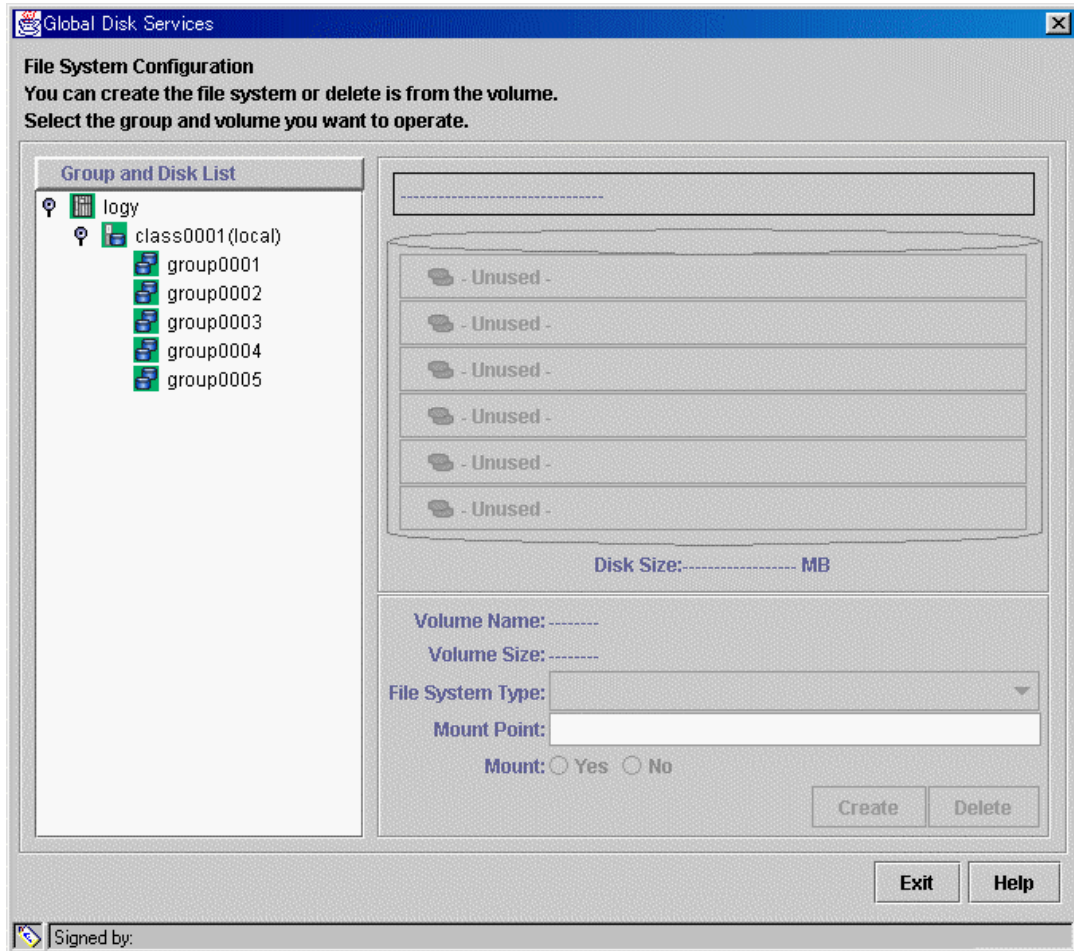 Global Disk Services
File System Configuration
You can create the file system or delete is from the volume.
Select the group and volume you want to operate.
Group and Disk List
logy
class0001(local)
group0001
group0002
group0003
group0004
group0005
--------------------------------
- Unused -
- Unused -
- Unused -
- Unused -
- Unused -
- Unused -
Disk Size:------------------ MB
Volume Name:--------
Volume Size:--------
File System Type:
Mount Point:
Mount: Yes No
Create Delete
Exit Help
Signed by: